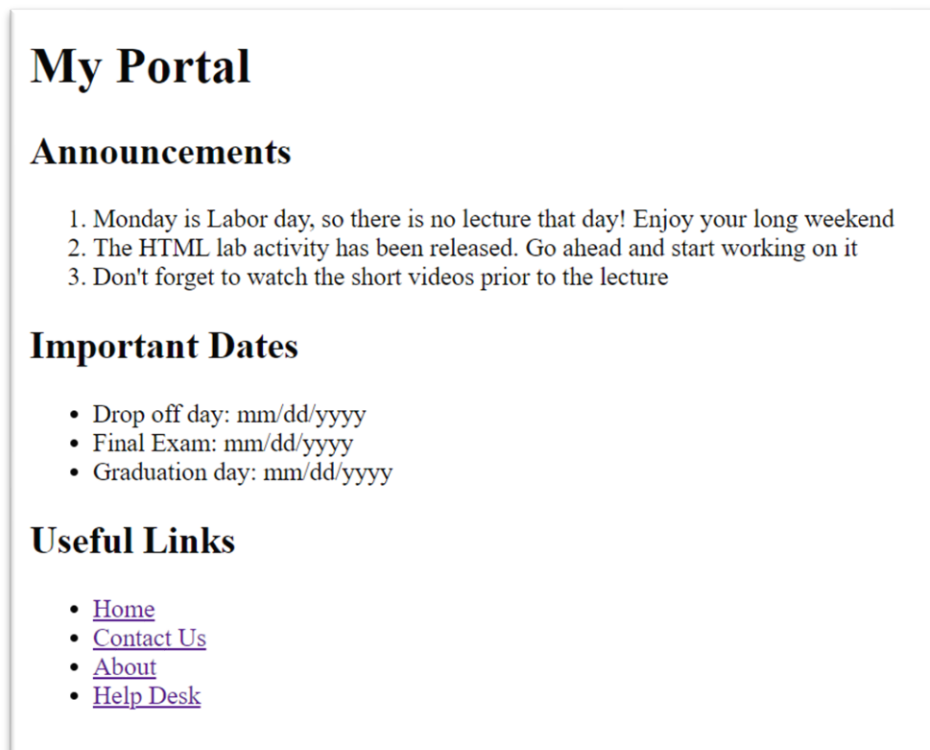 My Portal
Announcements
1. Monday is Labor day, so there is no lecture that day! Enjoy your long weekend
2. The HTML lab activity has been released. Go ahead and start working on it
3. Don't forget to watch the short videos prior to the lecture
Important Dates
• Drop off day: mm/dd/yyyy
• Final Exam: mm/dd/yyyy
• Graduation day: mm/dd/yyyy
Useful Links
• Home
• Contact Us
• About
• Help Desk